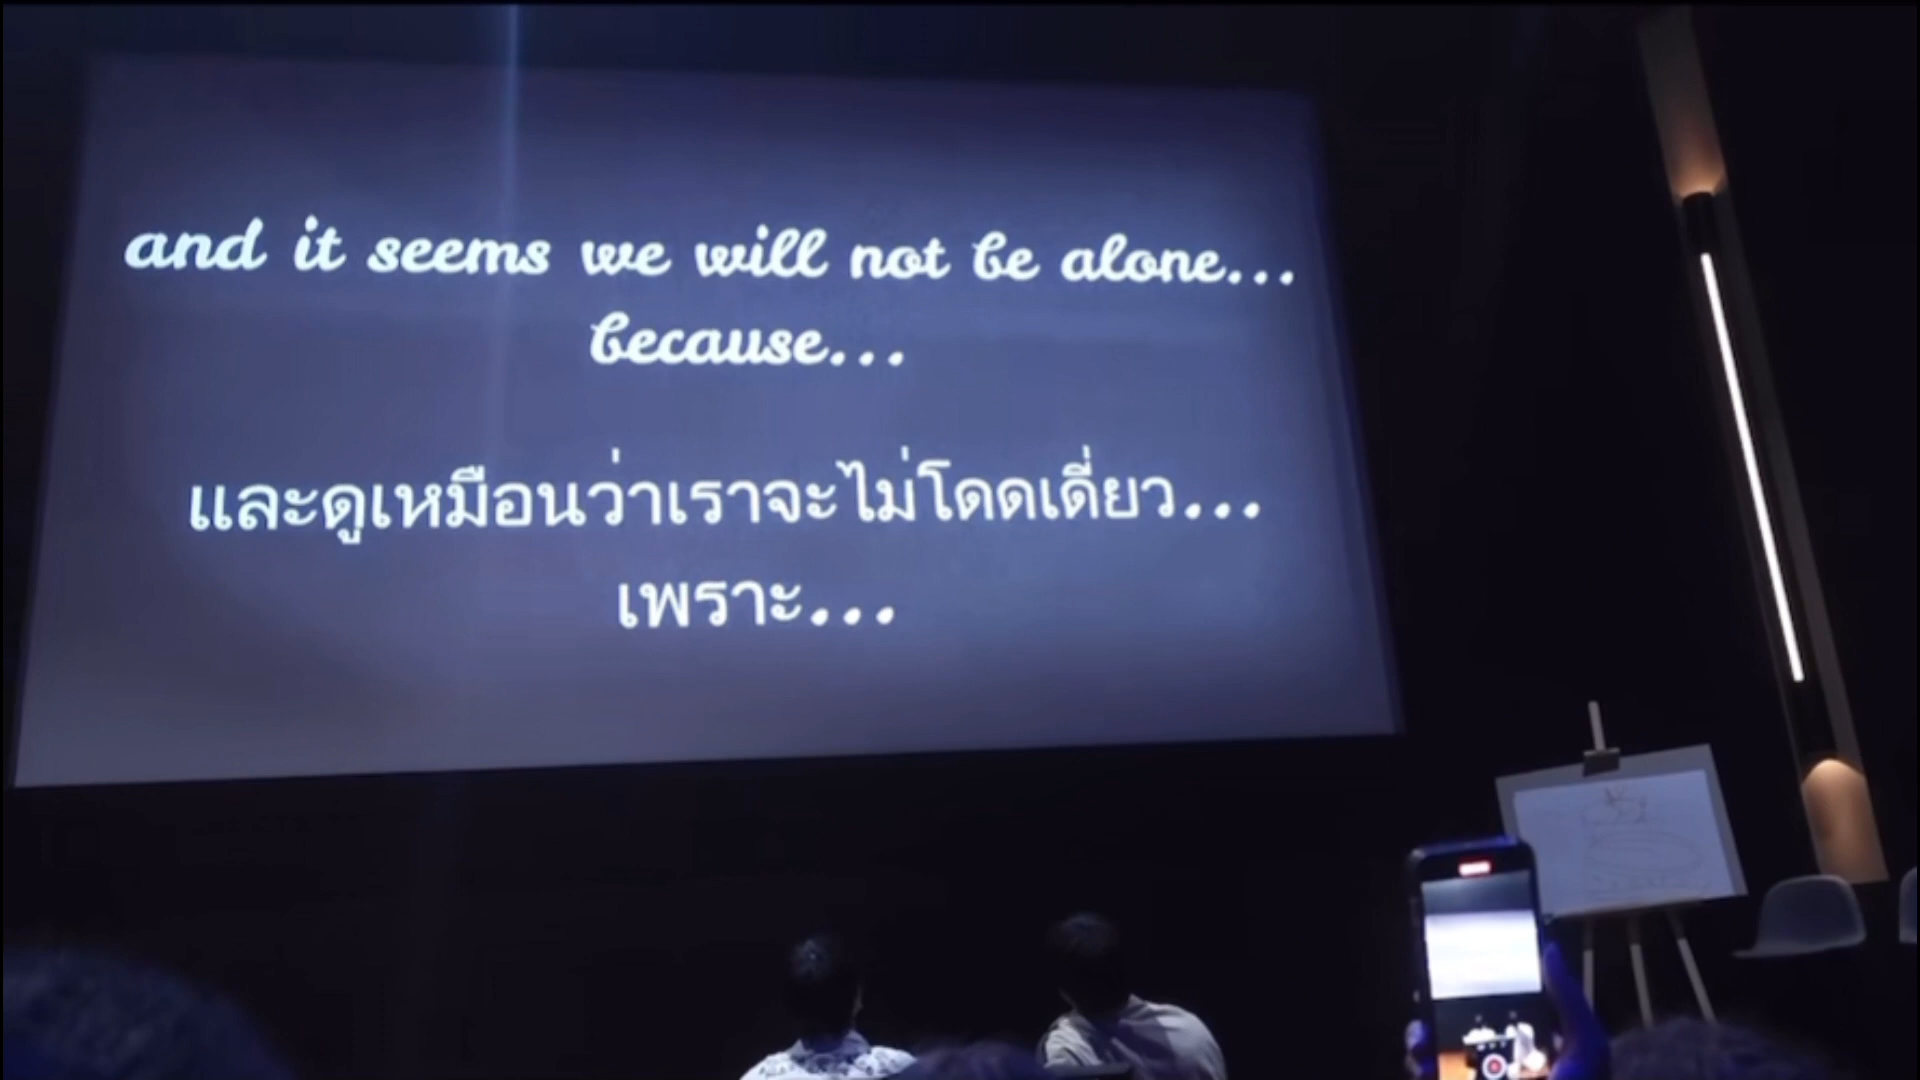 and it seems we will not be alone...
because...
และดูเหมือนว่าเราจะไม่โดดเดี่ยว...
เพราะ...